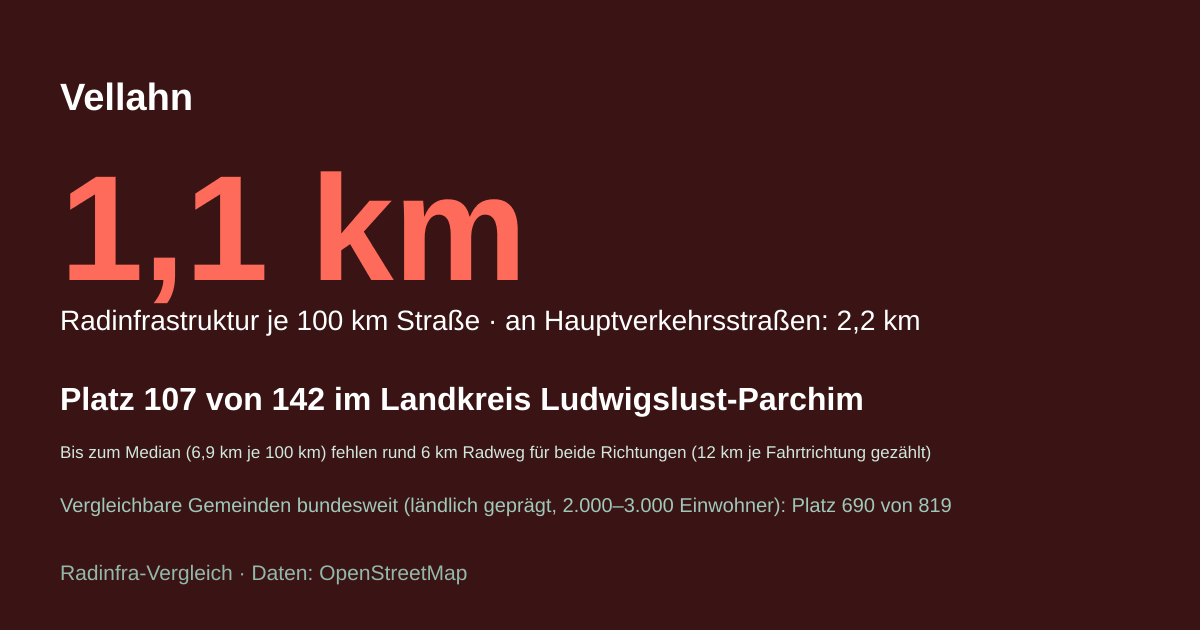 Vellahn
1,1 km
Radinfrastruktur je 100 km Straße · an Hauptverkehrsstraßen: 2,2 km
Platz 107 von 142 im Landkreis Ludwigslust-Parchim
Bis zum Median (6,9 km je 100 km) fehlen rund 6 km Radweg für beide Richtungen (12 km je Fahrtrichtung gezählt)
Vergleichbare Gemeinden bundesweit (ländlich geprägt, 2.000–3.000 Einwohner): Platz 690 von 819
Radinfra-Vergleich · Daten: OpenStreetMap